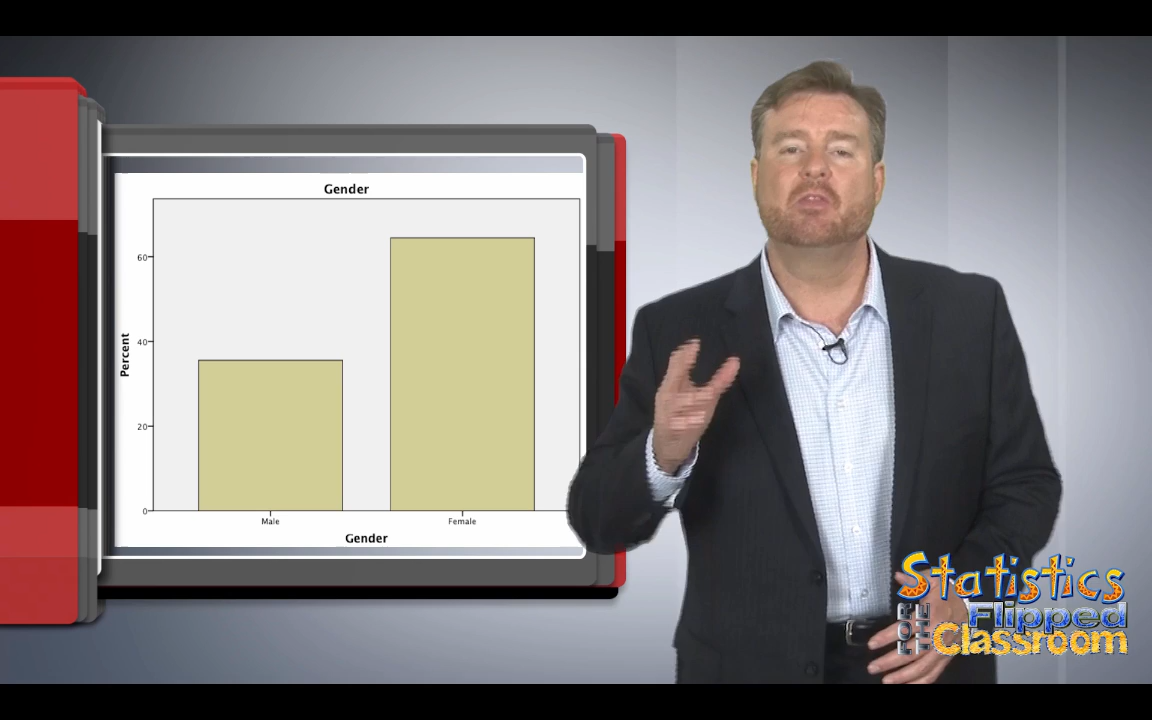 Gender
60
40
20
0
Percent
Male Female
Gender
Statistics
FOR THE Flipped
Classroom